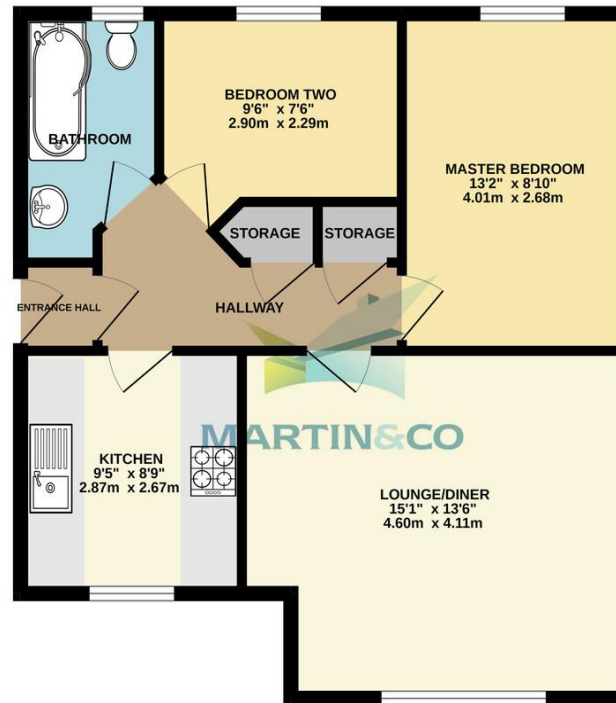 BEDROOM TWO
9'6" x 7'6"
2.90m x 2.29m
BATHROOM
MASTER BEDROOM
13'2" x 8'10"
4.01m x 2.68m
STORAGE
STORAGE
ENTRANCE HALL
HALLWAY
MARTIN&CO
KITCHEN
9'5" x 8'9"
2.87m x 2.67m
LOUNGE/DINER
15'1" x 13'6"
4.60m x 4.11m